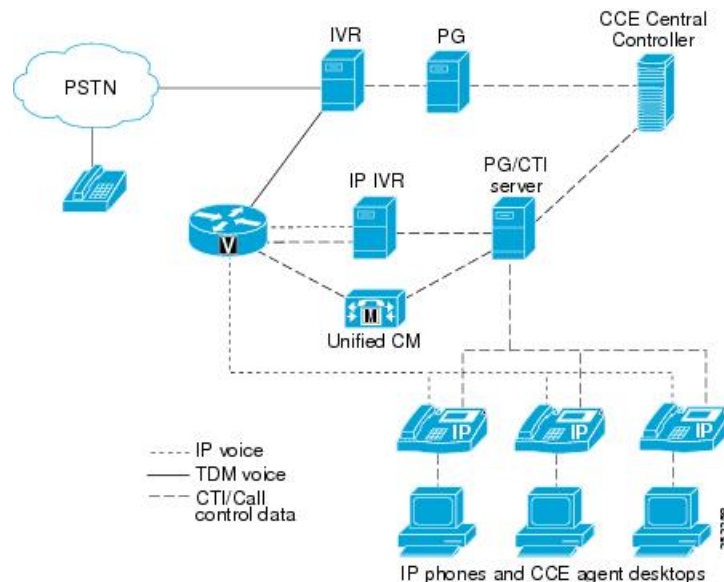 IVR
PG
CCE Central
Controller
PSTN
PG/CTI
server
IP IVR
V
M
Unified CM
IP
IP
IP
IP voice
TDM voice
CTI/Call
control data
IP phones and CCE agent desktops